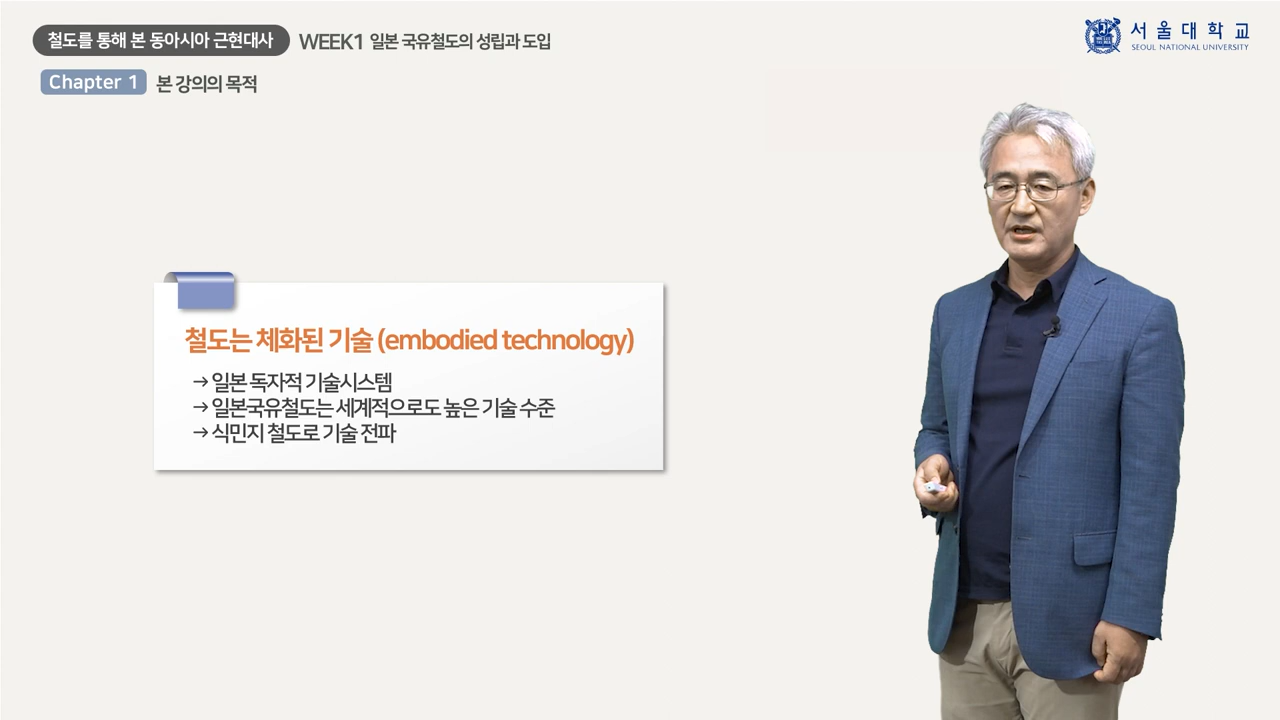 철도를 통해 본 동아시아 근현대사
WEEK1 일본 국유철도의 성립과 도입
서울대학교
SEOUL NATIONAL UNIVERSITY
Chapter 1
본 강의의 목적
철도는 체화된 기술 (embodied technology)
→ 일본 독자적 기술시스템
→ 일본국유철도는 세계적으로도 높은 기술 수준
→ 식민지 철도로 기술 전파